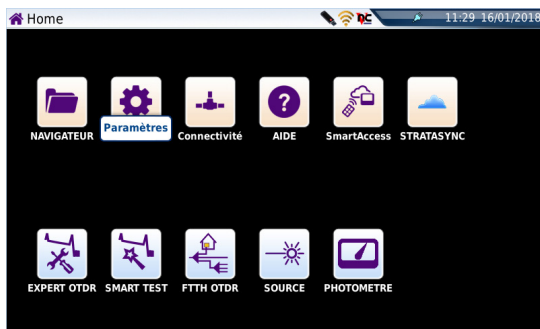 Home DC 11:29 16/01/2018
NAVIGATEUR Paramètres Connectivité AIDE SmartAccess STRATASYNC
EXPERT OTDR SMART TEST FTTH OTDR SOURCE PHOTOMETRE